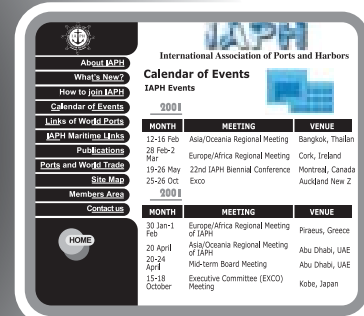 IAPH
International Association of Ports and Harbors
About IAPH
What's New?
How to join IAPH
Calendar of Events
Links of World Ports
IAPH Maritime Links
Publications
Ports and World Trade
Site Map
Members Area
Contact us
HOME
Calendar of Events
IAPH Events
2001
MONTH MEETING VENUE
12-16 Feb Asia/Oceania Regional Meeting Bangkok, Thailan
28 Feb-2 Mar Europe/Africa Regional Meeting Cork, Ireland
19-26 May 22nd IAPH Biennial Conference Montreal, Canada
25-26 Oct Exco Auckland New Z
2001
MONTH MEETING VENUE
30 Jan-1 Feb Europe/Africa Regional Meeting of IAPH Piraeus, Greece
20 April Asia/Oceania Regional Meeting of IAPH Abu Dhabi, UAE
20-24 April Mid-term Board Meeting Abu Dhabi, UAE
15-18 October Executive Committee (EXCO) Meeting Kobe, Japan